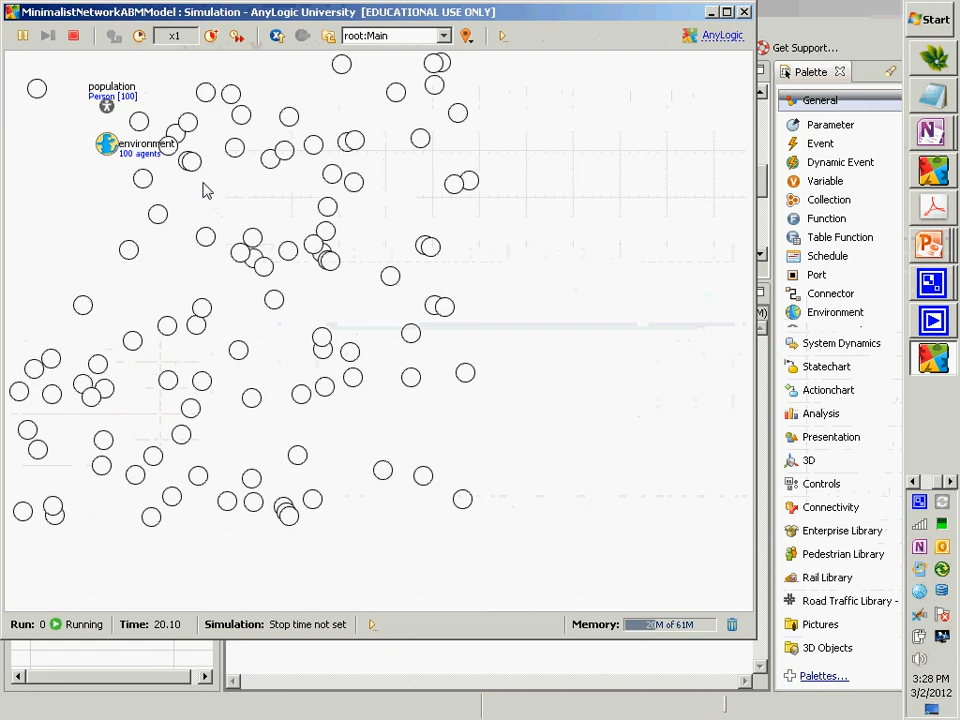 MinimalistNetworkABMModel : Simulation - AnyLogic University [EDUCATIONAL USE ONLY]
x1
root:Main
AnyLogic
population
Person [100]
environment
100 agents
Run: 0
Running
Time: 20.10
Simulation: Stop time not set
Memory:
M of 61M
Get Support...
Palette
General
Parameter
Event
Dynamic Event
Variable
Collection
Function
Table Function
Schedule
Port
Connector
Environment
System Dynamics
Statechart
Actionchart
Analysis
Presentation
3D
Controls
Connectivity
Enterprise Library
Pedestrian Library
Rail Library
Road Traffic Library -
Pictures
3D Objects
Palettes...
Start
3:28 PM
3/2/2012